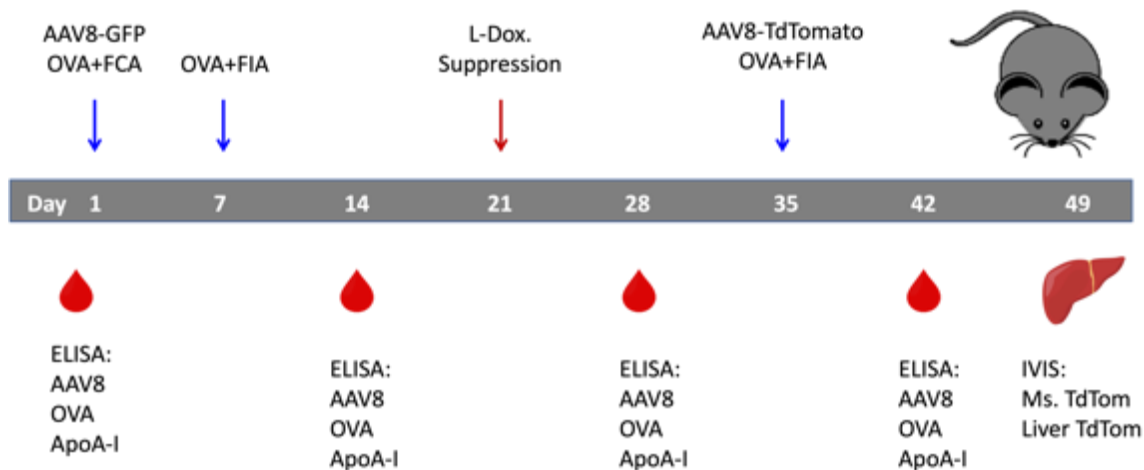 AAV8-GFP
OVA+FCA
OVA+FIA
L-Dox.
Suppression
AAV8-TdTomato
OVA+FIA
Day 1 7 14 21 28 35 42 49
ELISA:
AAV8
OVA
ApoA-I
ELISA:
AAV8
OVA
ApoA-I
ELISA:
AAV8
OVA
ApoA-I
ELISA:
AAV8
OVA
ApoA-I
IVIS:
Ms. TdTom
Liver TdTom